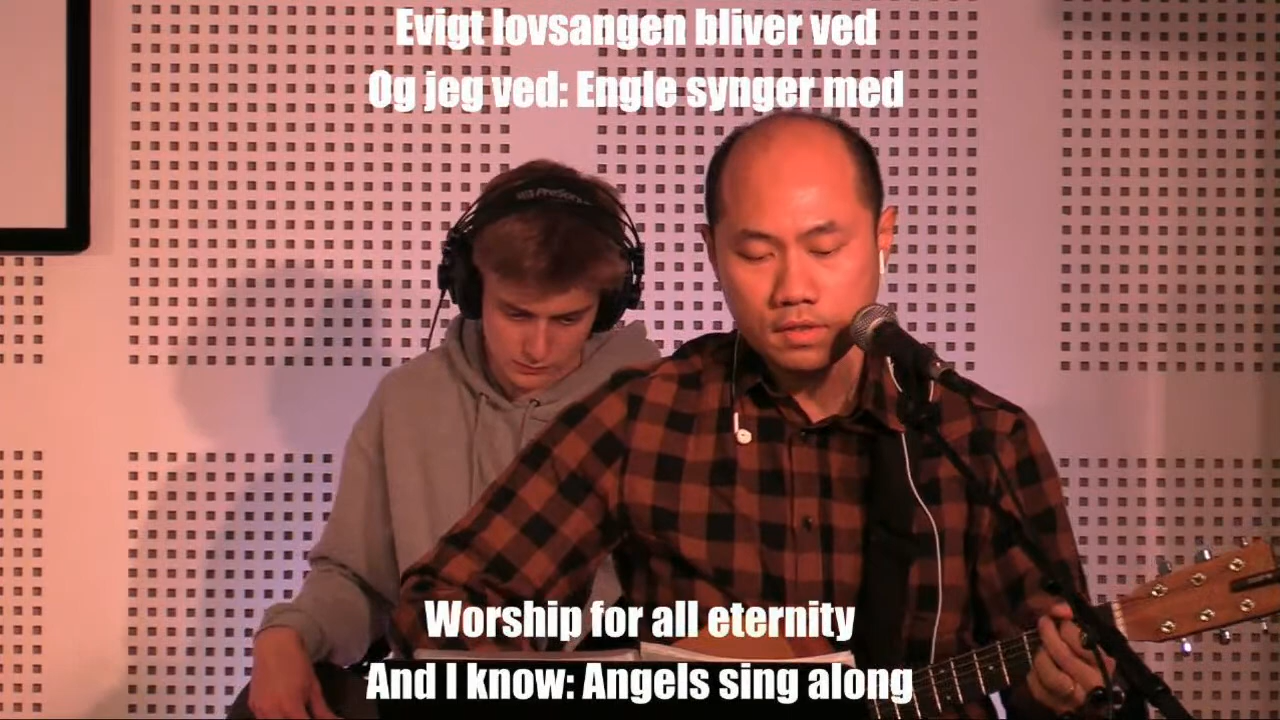 Evigt lovsangen bliver ved
Og jeg ved: Engle synger med
PreSonus
Worship for all eternity
And I know: Angels sing along